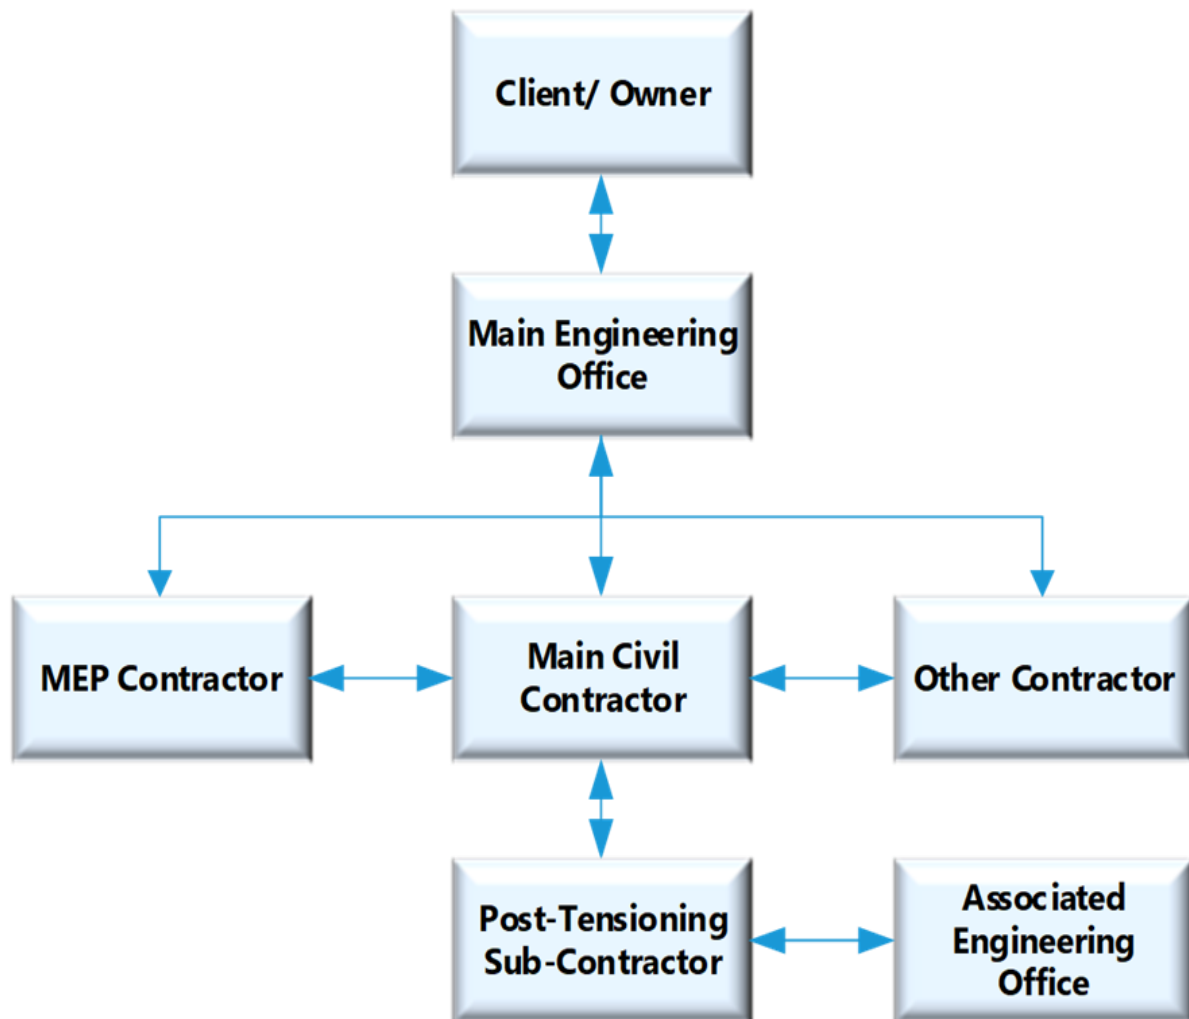 Client/ Owner
Main Engineering
Office
MEP Contractor
Main Civil
Contractor
Other Contractor
Post-Tensioning
Sub-Contractor
Associated
Engineering
Office